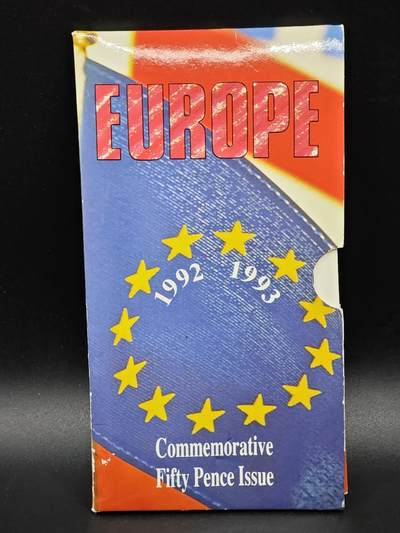 EUROPE
1992 1993
Commemorative
Fifty Pence Issue